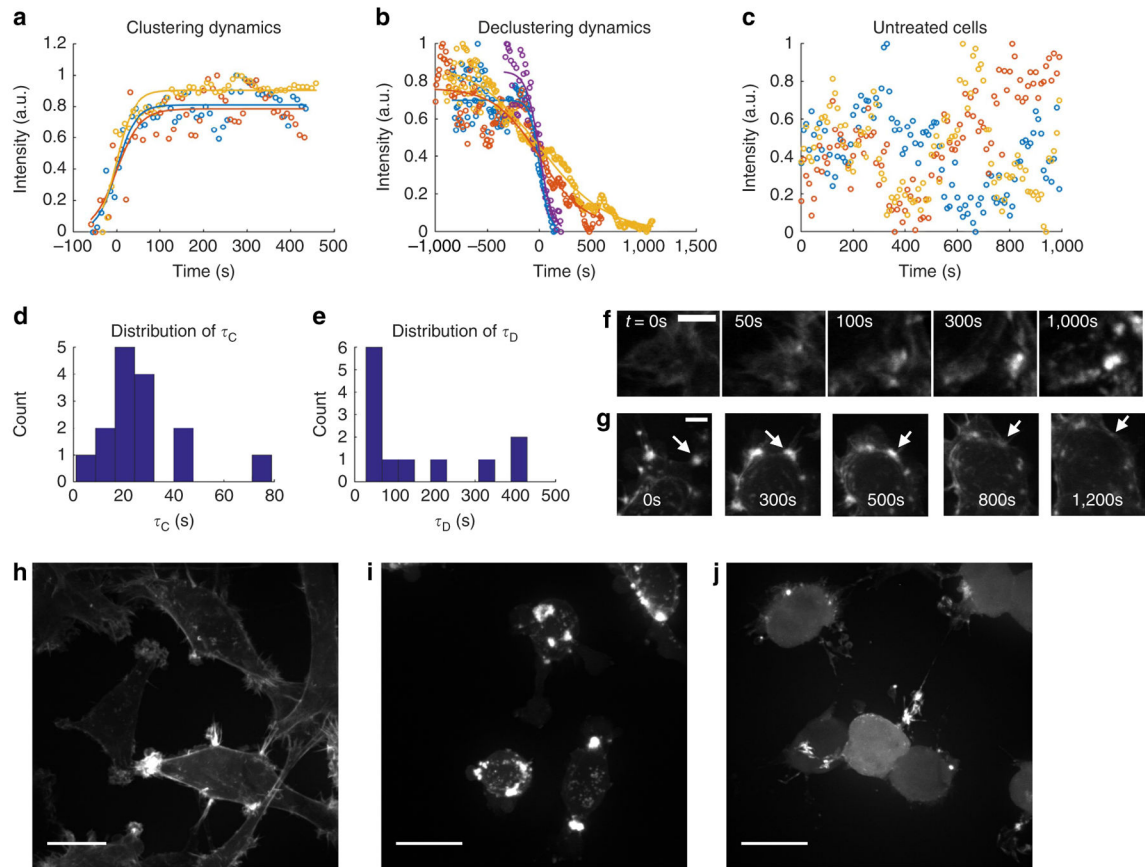 a Clustering dynamics
1.2
1
0.8
0.6
0.4
0.2
0
Intensity (a.u.)
–100 0 100 200 300 400 500
Time (s)
b Declustering dynamics
1
0.8
0.6
0.4
0.2
0
Intensity (a.u.)
–1,000 –500 0 500 1,000 1,500
Time (s)
c Untreated cells
1
0.8
0.6
0.4
0.2
0
Intensity (a.u.)
0 200 400 600 800 1,000
Time (s)
d Distribution of τC
5
4
3
2
1
0
Count
0 20 40 60 80
τC (s)
e Distribution of τD
6
5
4
3
2
1
0
Count
0 100 200 300 400 500
τD (s)
f t = 0s 50s 100s 300s 1,000s
g 0s 300s 500s 800s 1,200s
h i j